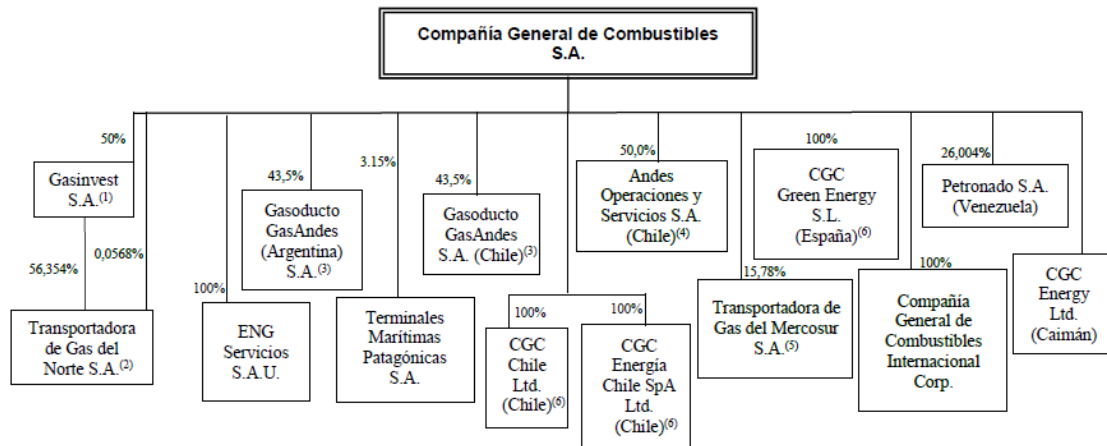 Compañía General de Combustibles
S.A.
50%
Gasinvest
S.A.(1)
56,354%
0,0568%
Transportadora
de Gas del
Norte S.A.(2)
100%
ENG
Servicios
S.A.U.
43,5%
Gasoducto
GasAndes
(Argentina)
S.A.(3)
3.15%
Terminales
Marítimas
Patagónicas
S.A.
43,5%
Gasoducto
GasAndes
S.A. (Chile)(3)
100%
CGC
Chile
Ltd.
(Chile)(6)
100%
CGC
Energía
Chile SpA
Ltd.
(Chile)(6)
50,0%
Andes
Operaciones y
Servicios S.A.
(Chile)(4)
15,78%
Transportadora de
Gas del Mercosur
S.A.(5)
100%
CGC
Green Energy
S.L.
(España)(6)
100%
Compañía
General de
Combustibles
Internacional
Corp.
26,004%
Petronado S.A.
(Venezuela)
CGC
Energy
Ltd.
(Caimán)